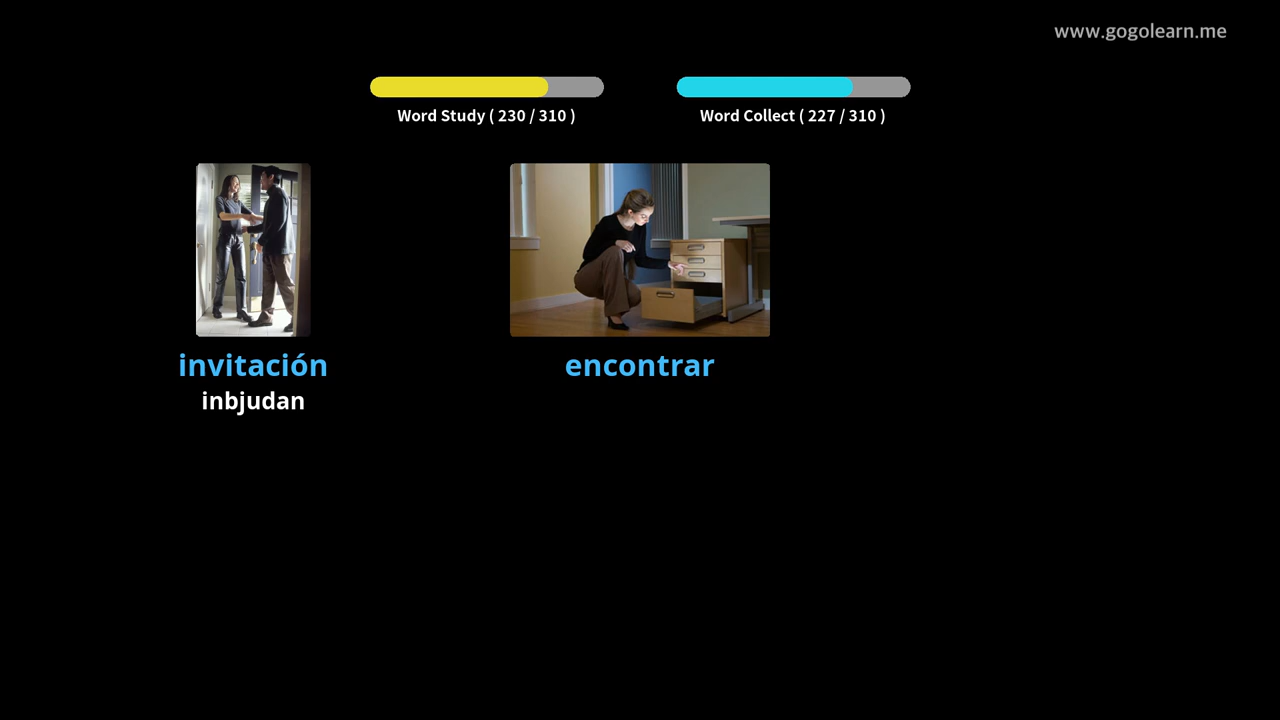 www.gogolearn.me
Word Study ( 230 / 310 )
Word Collect ( 227 / 310 )
invitación
encontrar
inbjudan